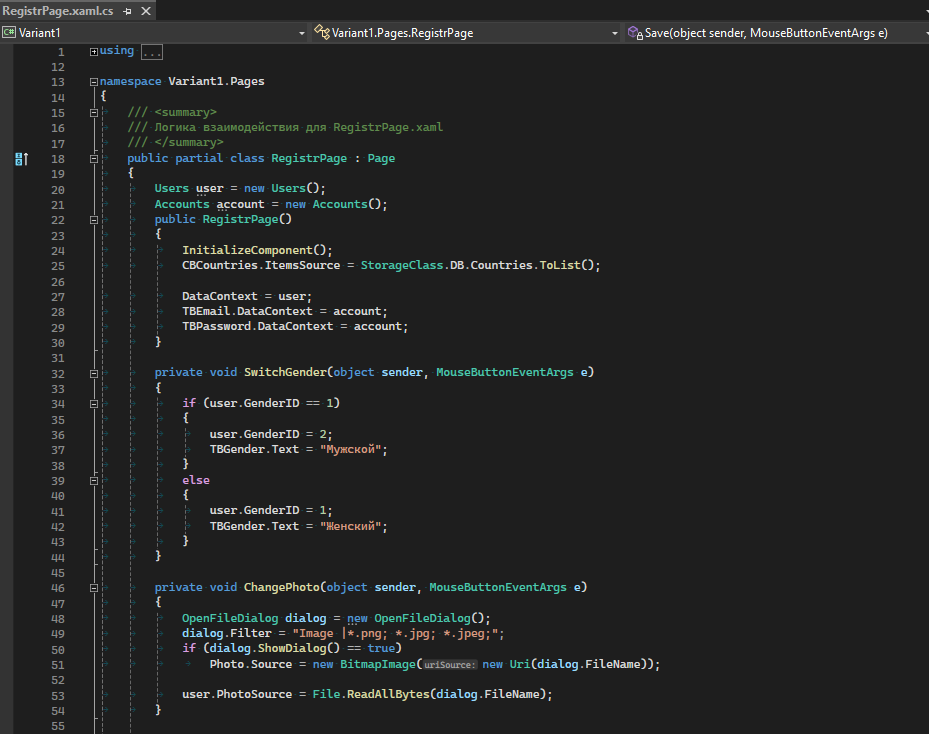 RegistrPage.xaml.cs
C# Variant1 Variant1.Pages.RegistrPage Save(object sender, MouseButtonEventArgs e)
1 using ...
12
13 namespace Variant1.Pages
14 {
15 /// <summary>
16 /// Логика взаимодействия для RegistrPage.xaml
17 /// </summary>
18 public partial class RegistrPage : Page
19 {
20 Users user = new Users();
21 Accounts account = new Accounts();
22 public RegistrPage()
23 {
24 InitializeComponent();
25 CBCountries.ItemsSource = StorageClass.DB.Countries.ToList();
26
27 DataContext = user;
28 TBEmail.DataContext = account;
29 TBPassword.DataContext = account;
30 }
31
32 private void SwitchGender(object sender, MouseButtonEventArgs e)
33 {
34 if (user.GenderID == 1)
35 {
36 user.GenderID = 2;
37 TBGender.Text = "Мужской";
38 }
39 else
40 {
41 user.GenderID = 1;
42 TBGender.Text = "Женский";
43 }
44 }
45
46 private void ChangePhoto(object sender, MouseButtonEventArgs e)
47 {
48 OpenFileDialog dialog = new OpenFileDialog();
49 dialog.Filter = "Image |*.png; *.jpg; *.jpeg;";
50 if (dialog.ShowDialog() == true)
51 Photo.Source = new BitmapImage(uriSource: new Uri(dialog.FileName));
52
53 user.PhotoSource = File.ReadAllBytes(dialog.FileName);
54 }
55